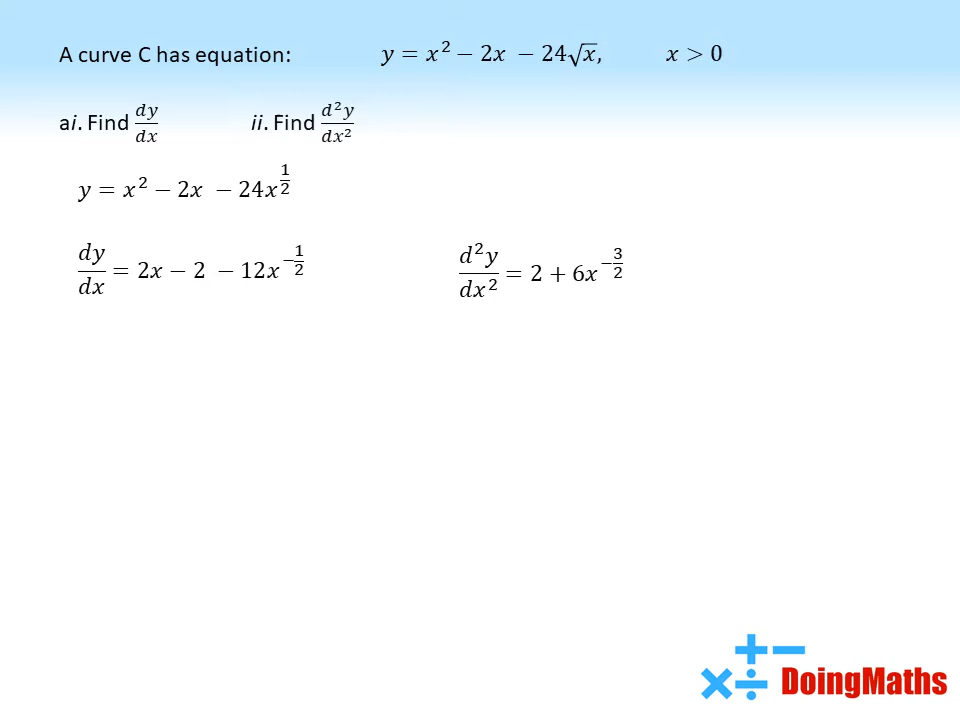 A curve C has equation: y = x² − 2x − 24√x, x > 0
ai. Find dy/dx ii. Find d²y/dx²
y = x² − 2x − 24x^(1/2)
dy/dx = 2x − 2 − 12x^(−1/2) d²y/dx² = 2 + 6x^(−3/2)
DoingMaths